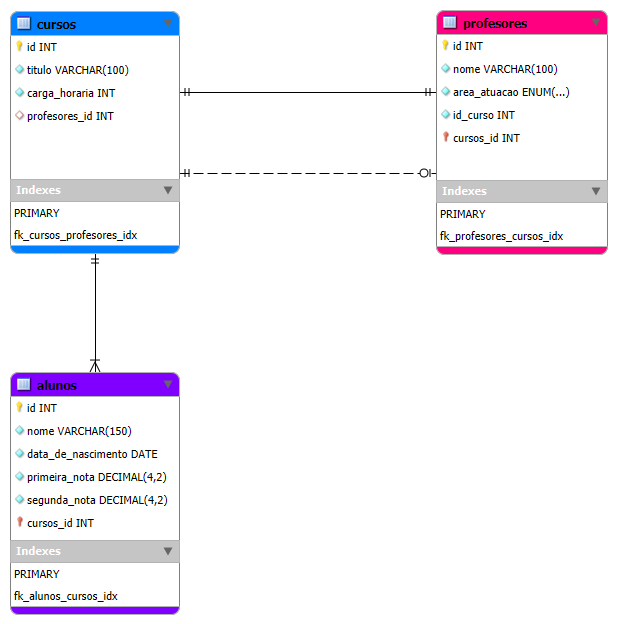 cursos
id INT
titulo VARCHAR(100)
carga_horaria INT
profesores_id INT
Indexes
PRIMARY
fk_cursos_profesores_idx
profesores
id INT
nome VARCHAR(100)
area_atuacao ENUM(...)
id_curso INT
cursos_id INT
Indexes
PRIMARY
fk_profesores_cursos_idx
alunos
id INT
nome VARCHAR(150)
data_de_nascimento DATE
primeira_nota DECIMAL(4,2)
segunda_nota DECIMAL(4,2)
cursos_id INT
Indexes
PRIMARY
fk_alunos_cursos_idx